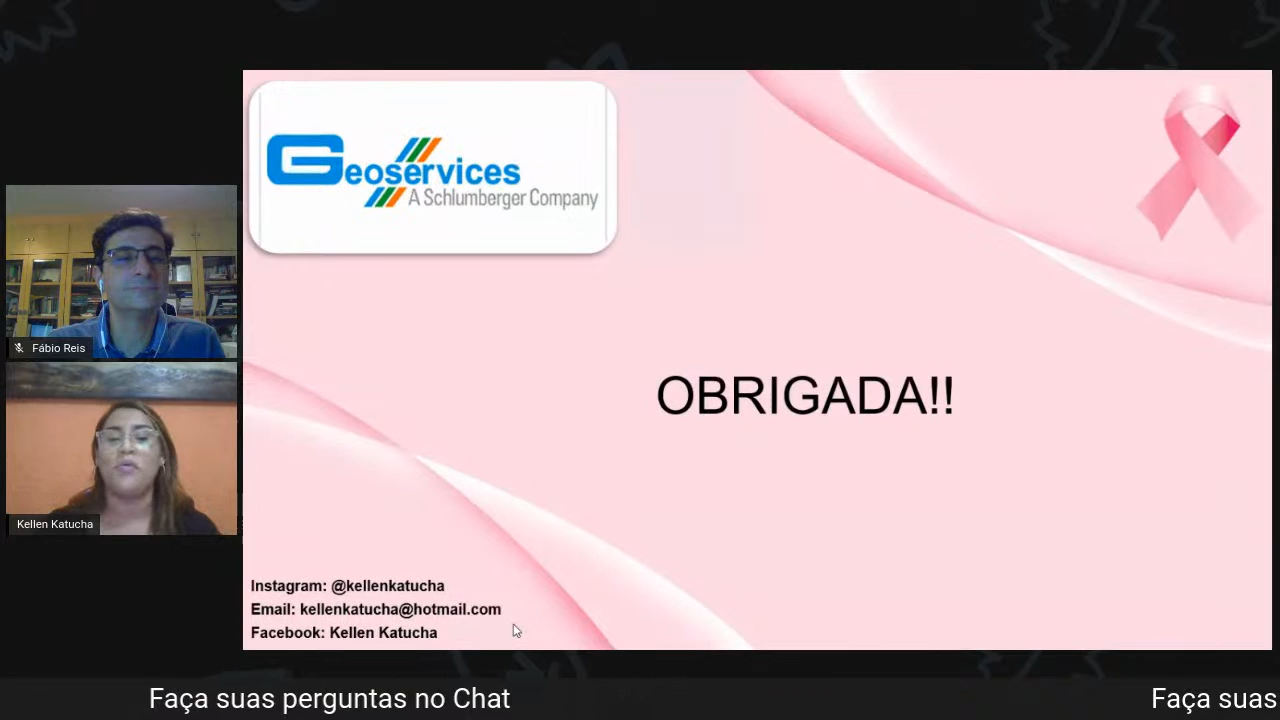 Geoservices
A Schlumberger Company
Fábio Reis
Kellen Katucha
OBRIGADA!!
Instagram: @kellenkatucha
Email: kellenkatucha@hotmail.com
Facebook: Kellen Katucha
Faça suas perguntas no Chat
Faça suas